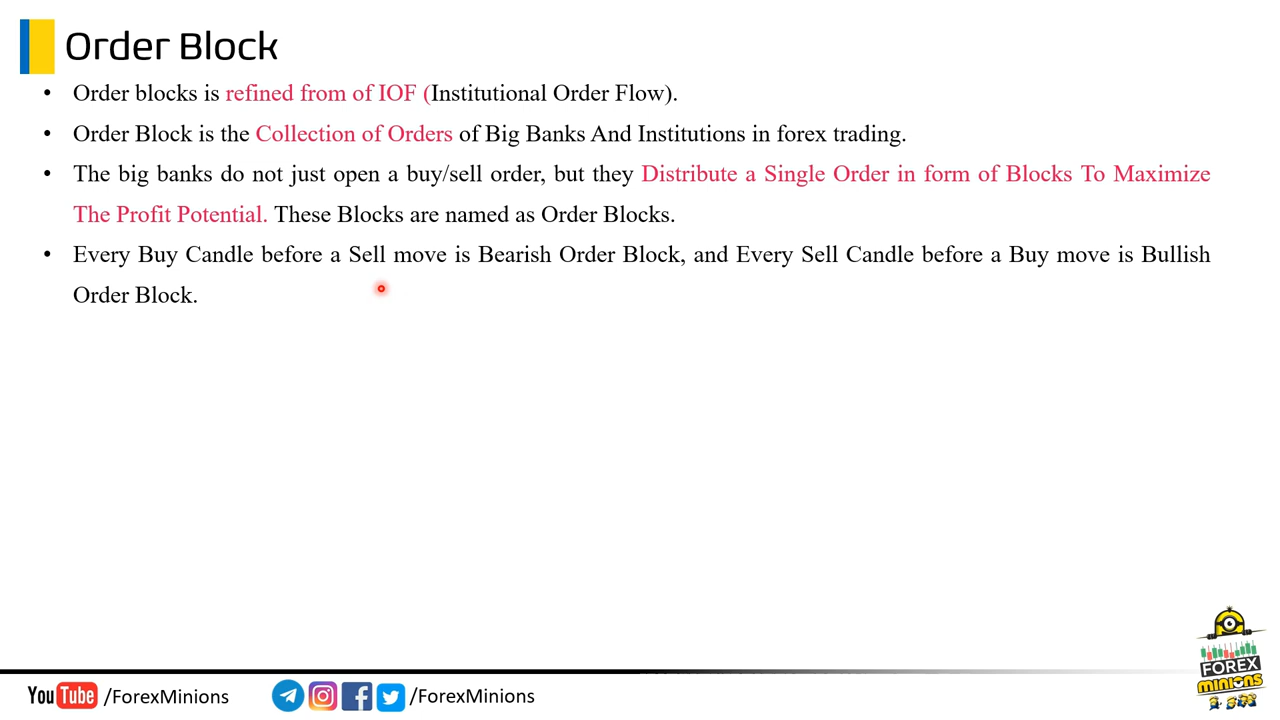 Order Block
• Order blocks is refined from of IOF (Institutional Order Flow).
• Order Block is the Collection of Orders of Big Banks And Institutions in forex trading.
• The big banks do not just open a buy/sell order, but they Distribute a Single Order in form of Blocks To Maximize
The Profit Potential. These Blocks are named as Order Blocks.
• Every Buy Candle before a Sell move is Bearish Order Block, and Every Sell Candle before a Buy move is Bullish
Order Block.
YouTube /ForexMinions
/ForexMinions
FOREX
minions